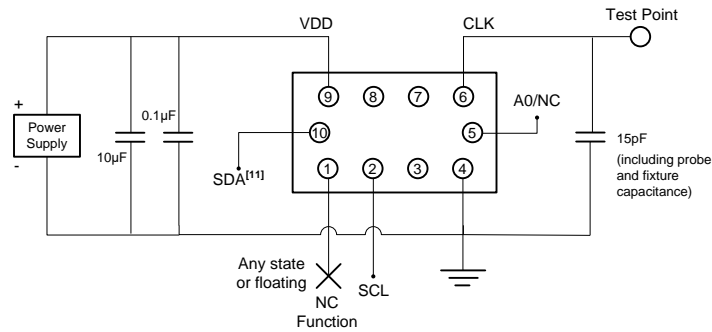 VDD
CLK
Test Point
9
8
7
6
A0/NC
+
Power
Supply
-
10µF
0.1µF
10
5
15pF
(including probe
and fixture
capacitance)
SDA[11]
1
2
3
4
Any state
or floating
NC
Function
SCL